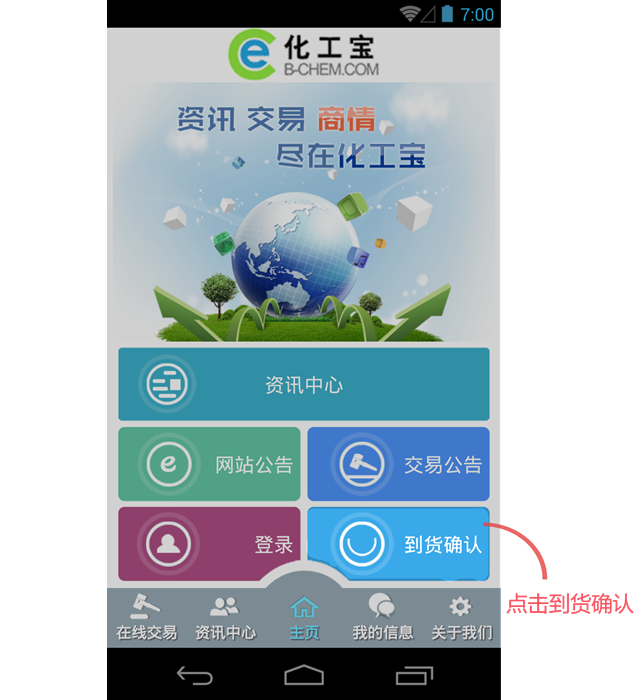 7:00
化工宝
B-CHEM.COM
资讯 交易 商情
尽在化工宝
资讯中心
网站公告
交易公告
登录
到货确认
点击到货确认
在线交易 资讯中心 主页 我的信息 关于我们